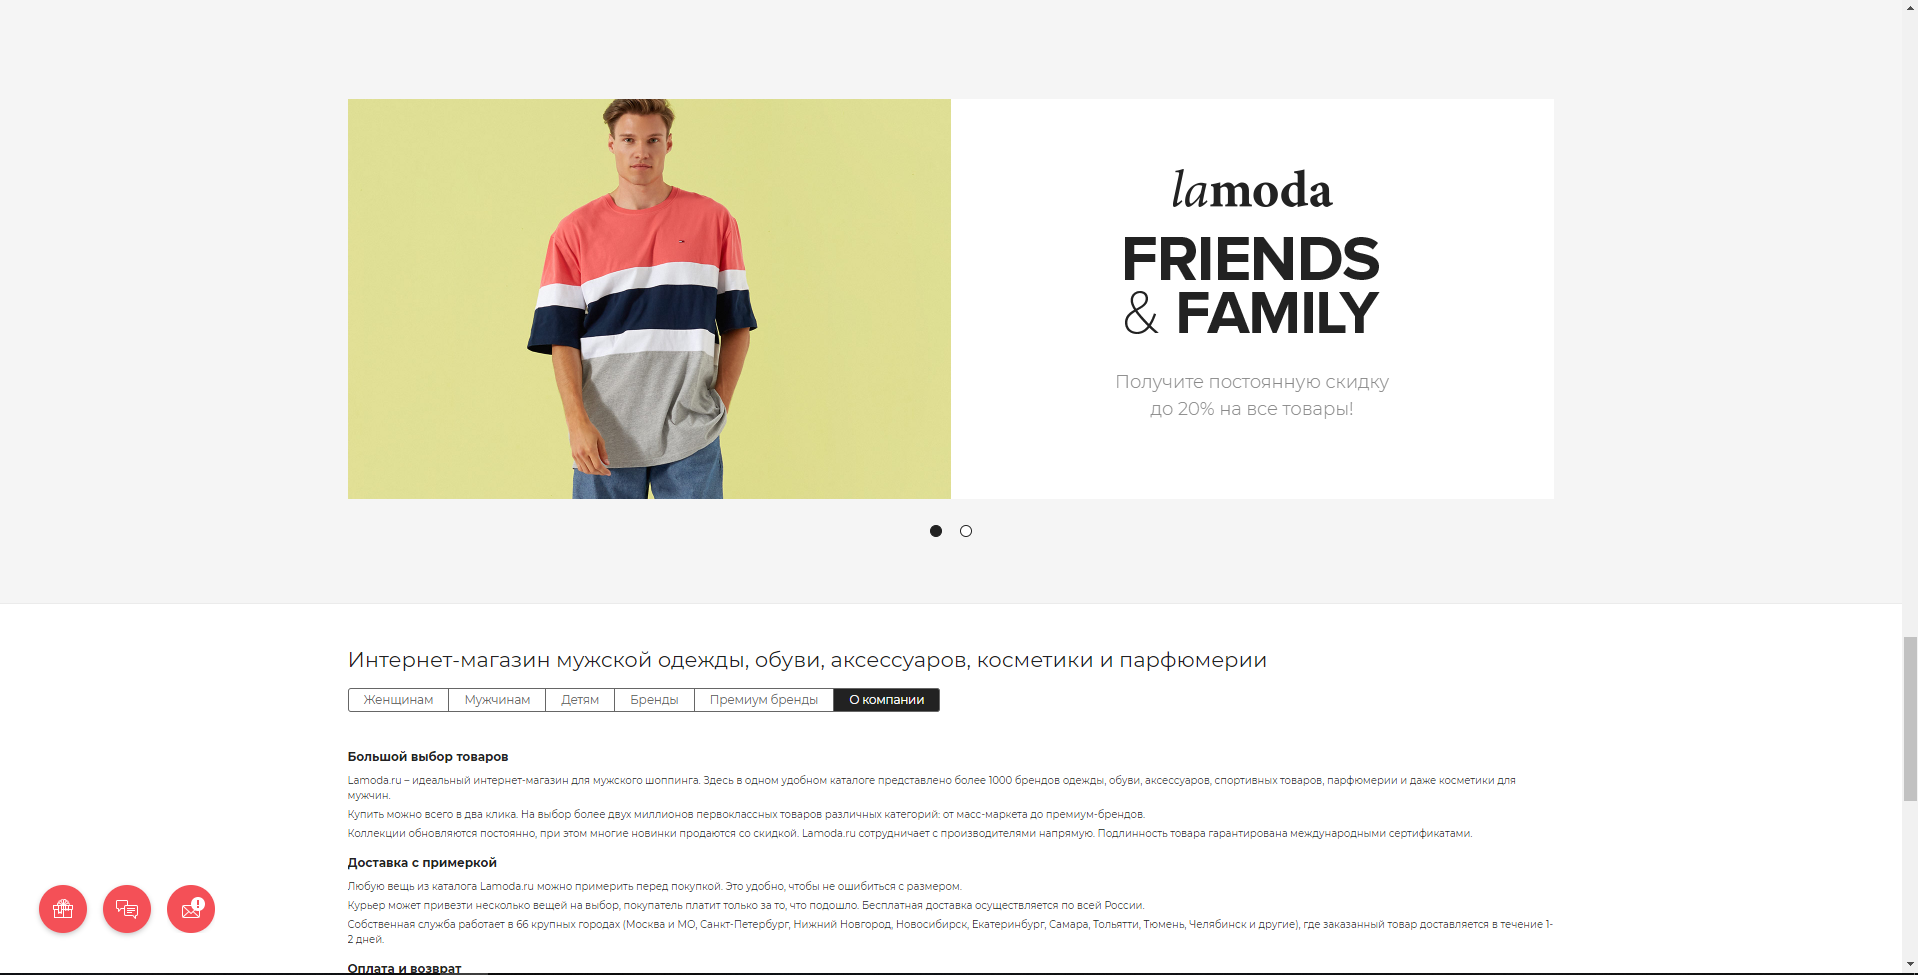 lamoda
FRIENDS
& FAMILY
Получите постоянную скидку
до 20% на все товары!
Интернет-магазин мужской одежды, обуви, аксессуаров, косметики и парфюмерии
Женщинам Мужчинам Детям Бренды Премиум бренды О компании
Большой выбор товаров
Lamoda.ru – идеальный интернет-магазин для мужского шоппинга. Здесь в одном удобном каталоге представлено более 1000 брендов одежды, обуви, аксессуаров, спортивных товаров, парфюмерии и даже косметики для
мужчин.
Купить можно всего в два клика. На выбор более двух миллионов первоклассных товаров различных категорий: от масс-маркета до премиум-брендов.
Коллекции обновляются постоянно, при этом многие новинки продаются со скидкой. Lamoda.ru сотрудничает с производителями напрямую. Подлинность товара гарантирована международными сертификатами.
Доставка с примеркой
Любую вещь из каталога Lamoda.ru можно примерить перед покупкой. Это удобно, чтобы не ошибиться с размером.
Курьер может привезти несколько вещей на выбор, покупатель платит только за то, что подошло. Бесплатная доставка осуществляется по всей России.
Собственная служба работает в 66 крупных городах (Москва и МО, Санкт-Петербург, Нижний Новгород, Новосибирск, Екатеринбург, Самара, Тольятти, Тюмень, Челябинск и другие), где заказанный товар доставляется в течение 1-
2 дней.
Оплата и возврат